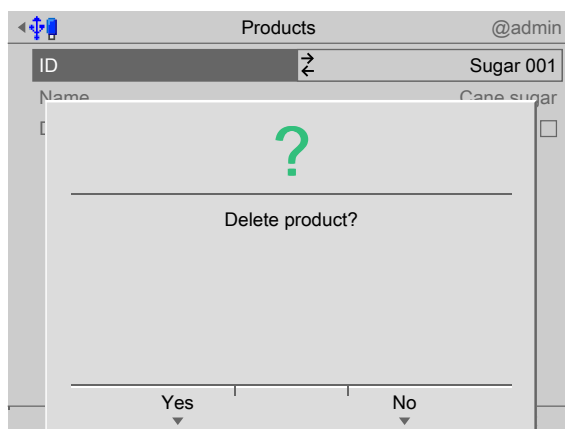 Products @admin
ID Sugar 001
Name Cane sugar
D
?
Delete product?
Yes No